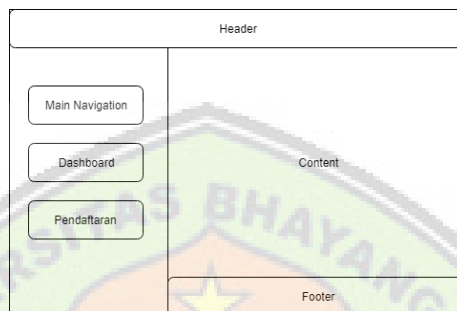 Header
Main Navigation
Dashboard
Pendaftaran
Content
Footer